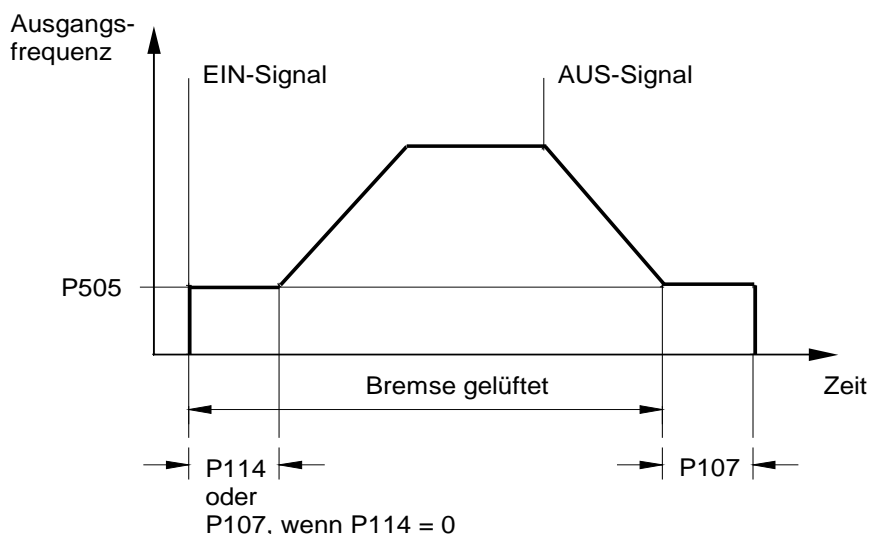 Ausgangs-
frequenz
EIN-Signal
AUS-Signal
P505
Bremse gelüftet
Zeit
P114
oder
P107, wenn P114 = 0
P107